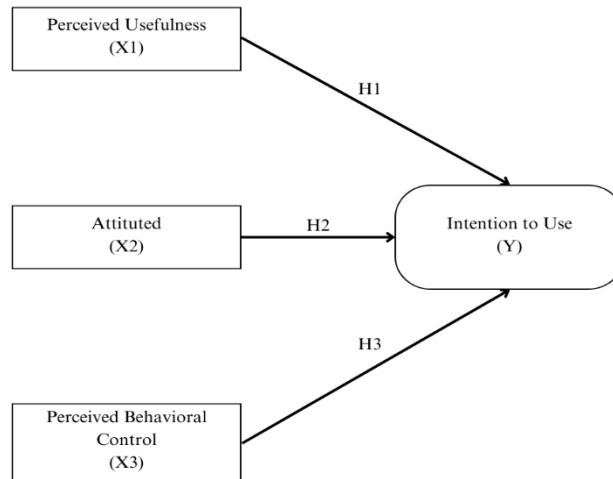 Perceived Usefulness
(X1)
H1
Attituted
(X2)
H2
Intention to Use
(Y)
H3
Perceived Behavioral
Control
(X3)